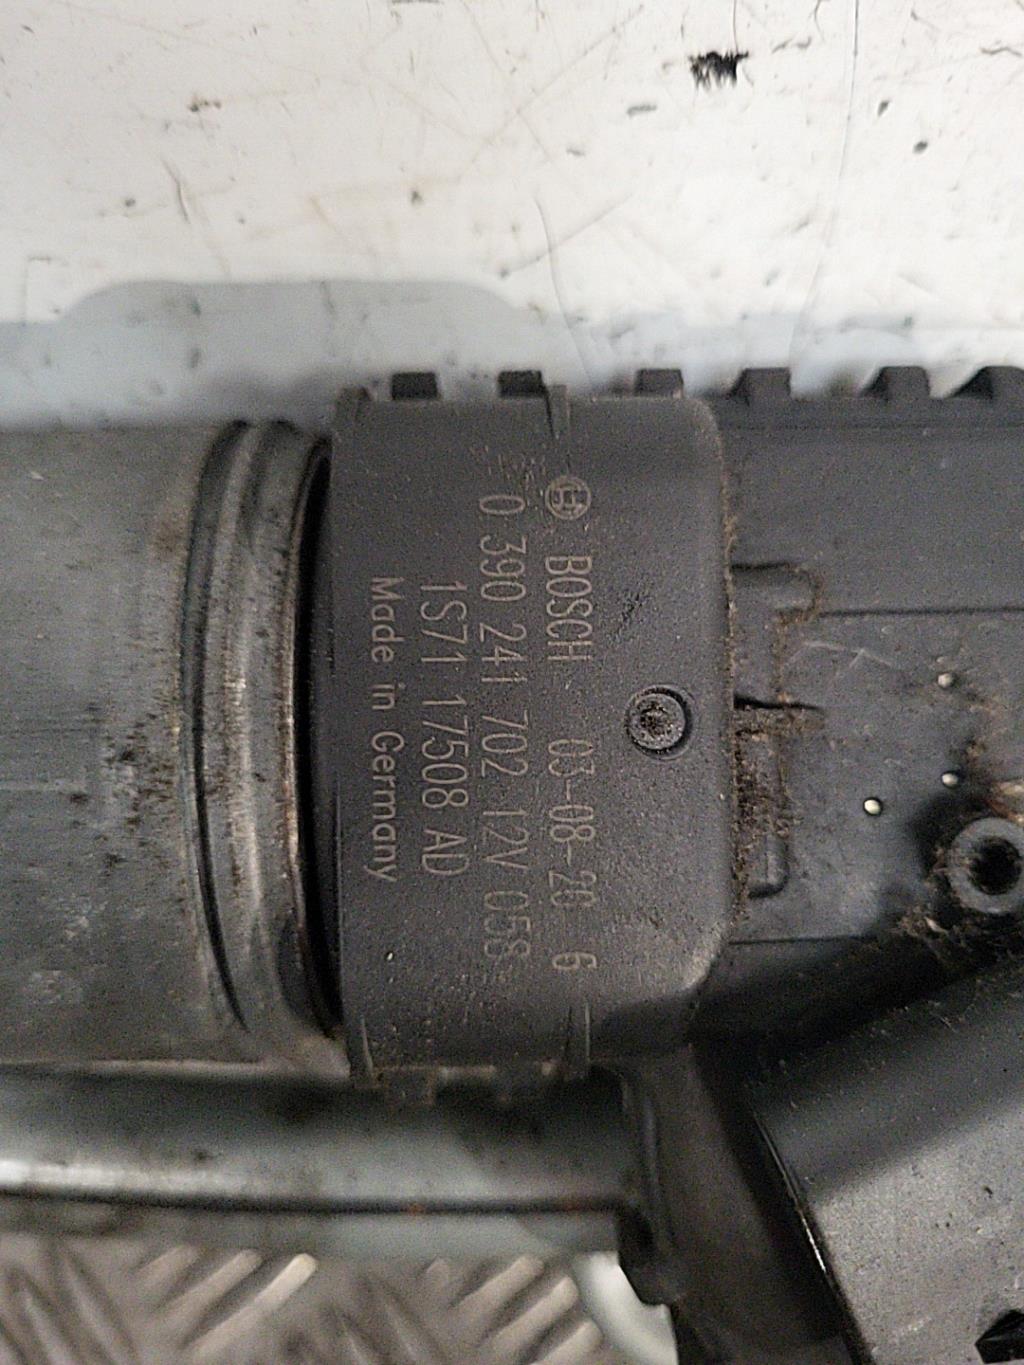 BOSCH 03-08-20 6
0 390 241 702 12V 058
1S71 17508 AD
Made in Germany